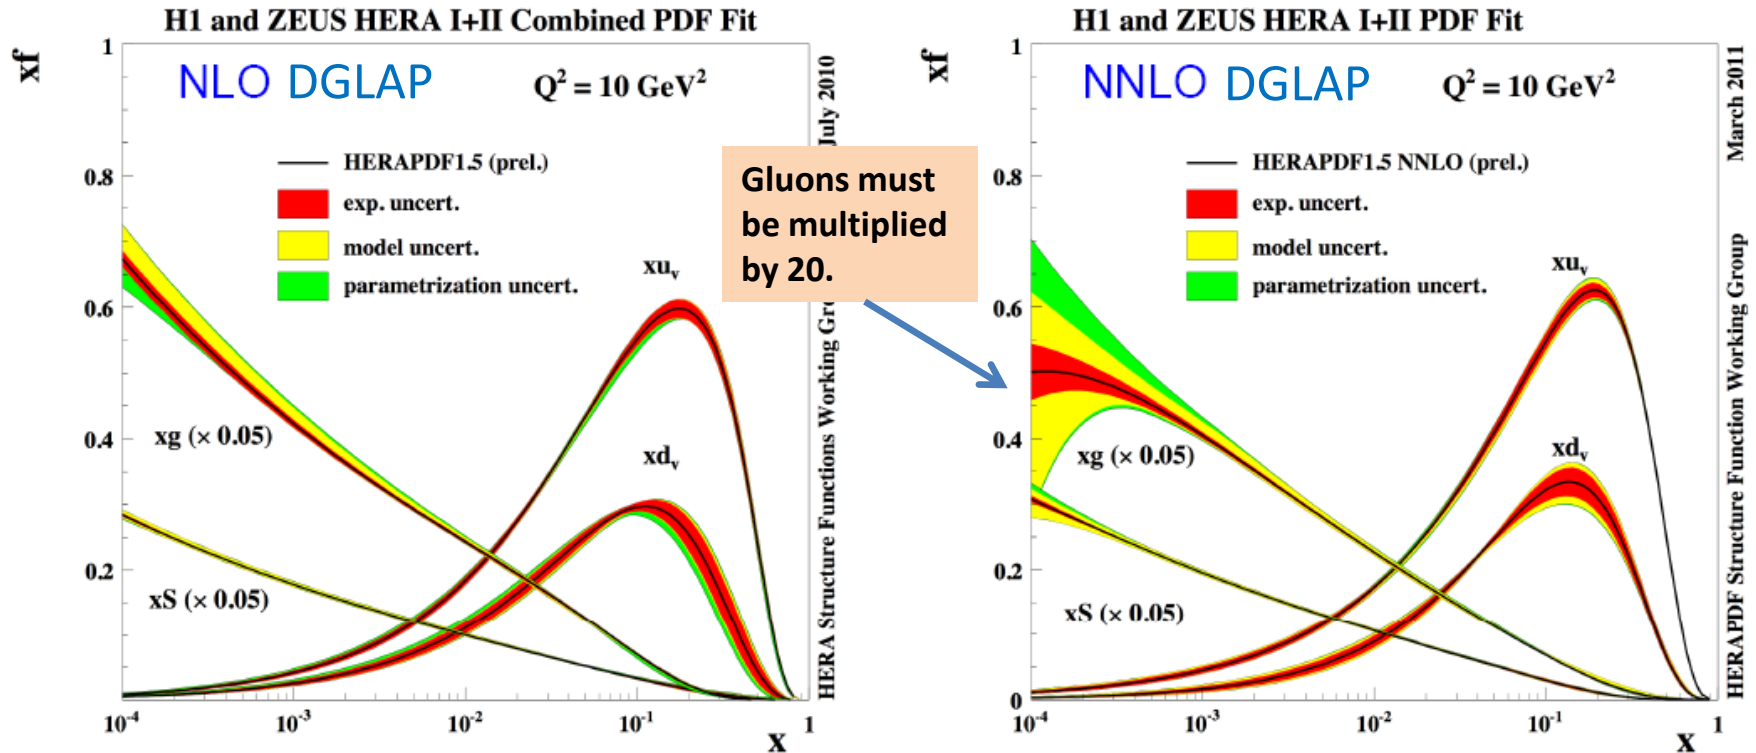 H1 and ZEUS HERA I+II Combined PDF Fit
xf
1
0.8
0.6
0.4
0.2
NLO DGLAP
Q² = 10 GeV²
HERAPDF1.5 (prel.)
exp. uncert.
model uncert.
parametrization uncert.
xuᵥ
xdᵥ
xg (× 0.05)
xS (× 0.05)
10⁻⁴
10⁻³
10⁻²
10⁻¹
1
x
July 2010
HERA Structure Functions Working Gro
Gluons must
be multiplied
by 20.
H1 and ZEUS HERA I+II PDF Fit
xf
1
0.8
0.6
0.4
0.2
0
NNLO DGLAP
Q² = 10 GeV²
HERAPDF1.5 NNLO (prel.)
exp. uncert.
model uncert.
parametrization uncert.
xuᵥ
xdᵥ
xg (× 0.05)
xS (× 0.05)
10⁻⁴
10⁻³
10⁻²
10⁻¹
1
x
HERAPDF Structure Function Working Group
March 2011